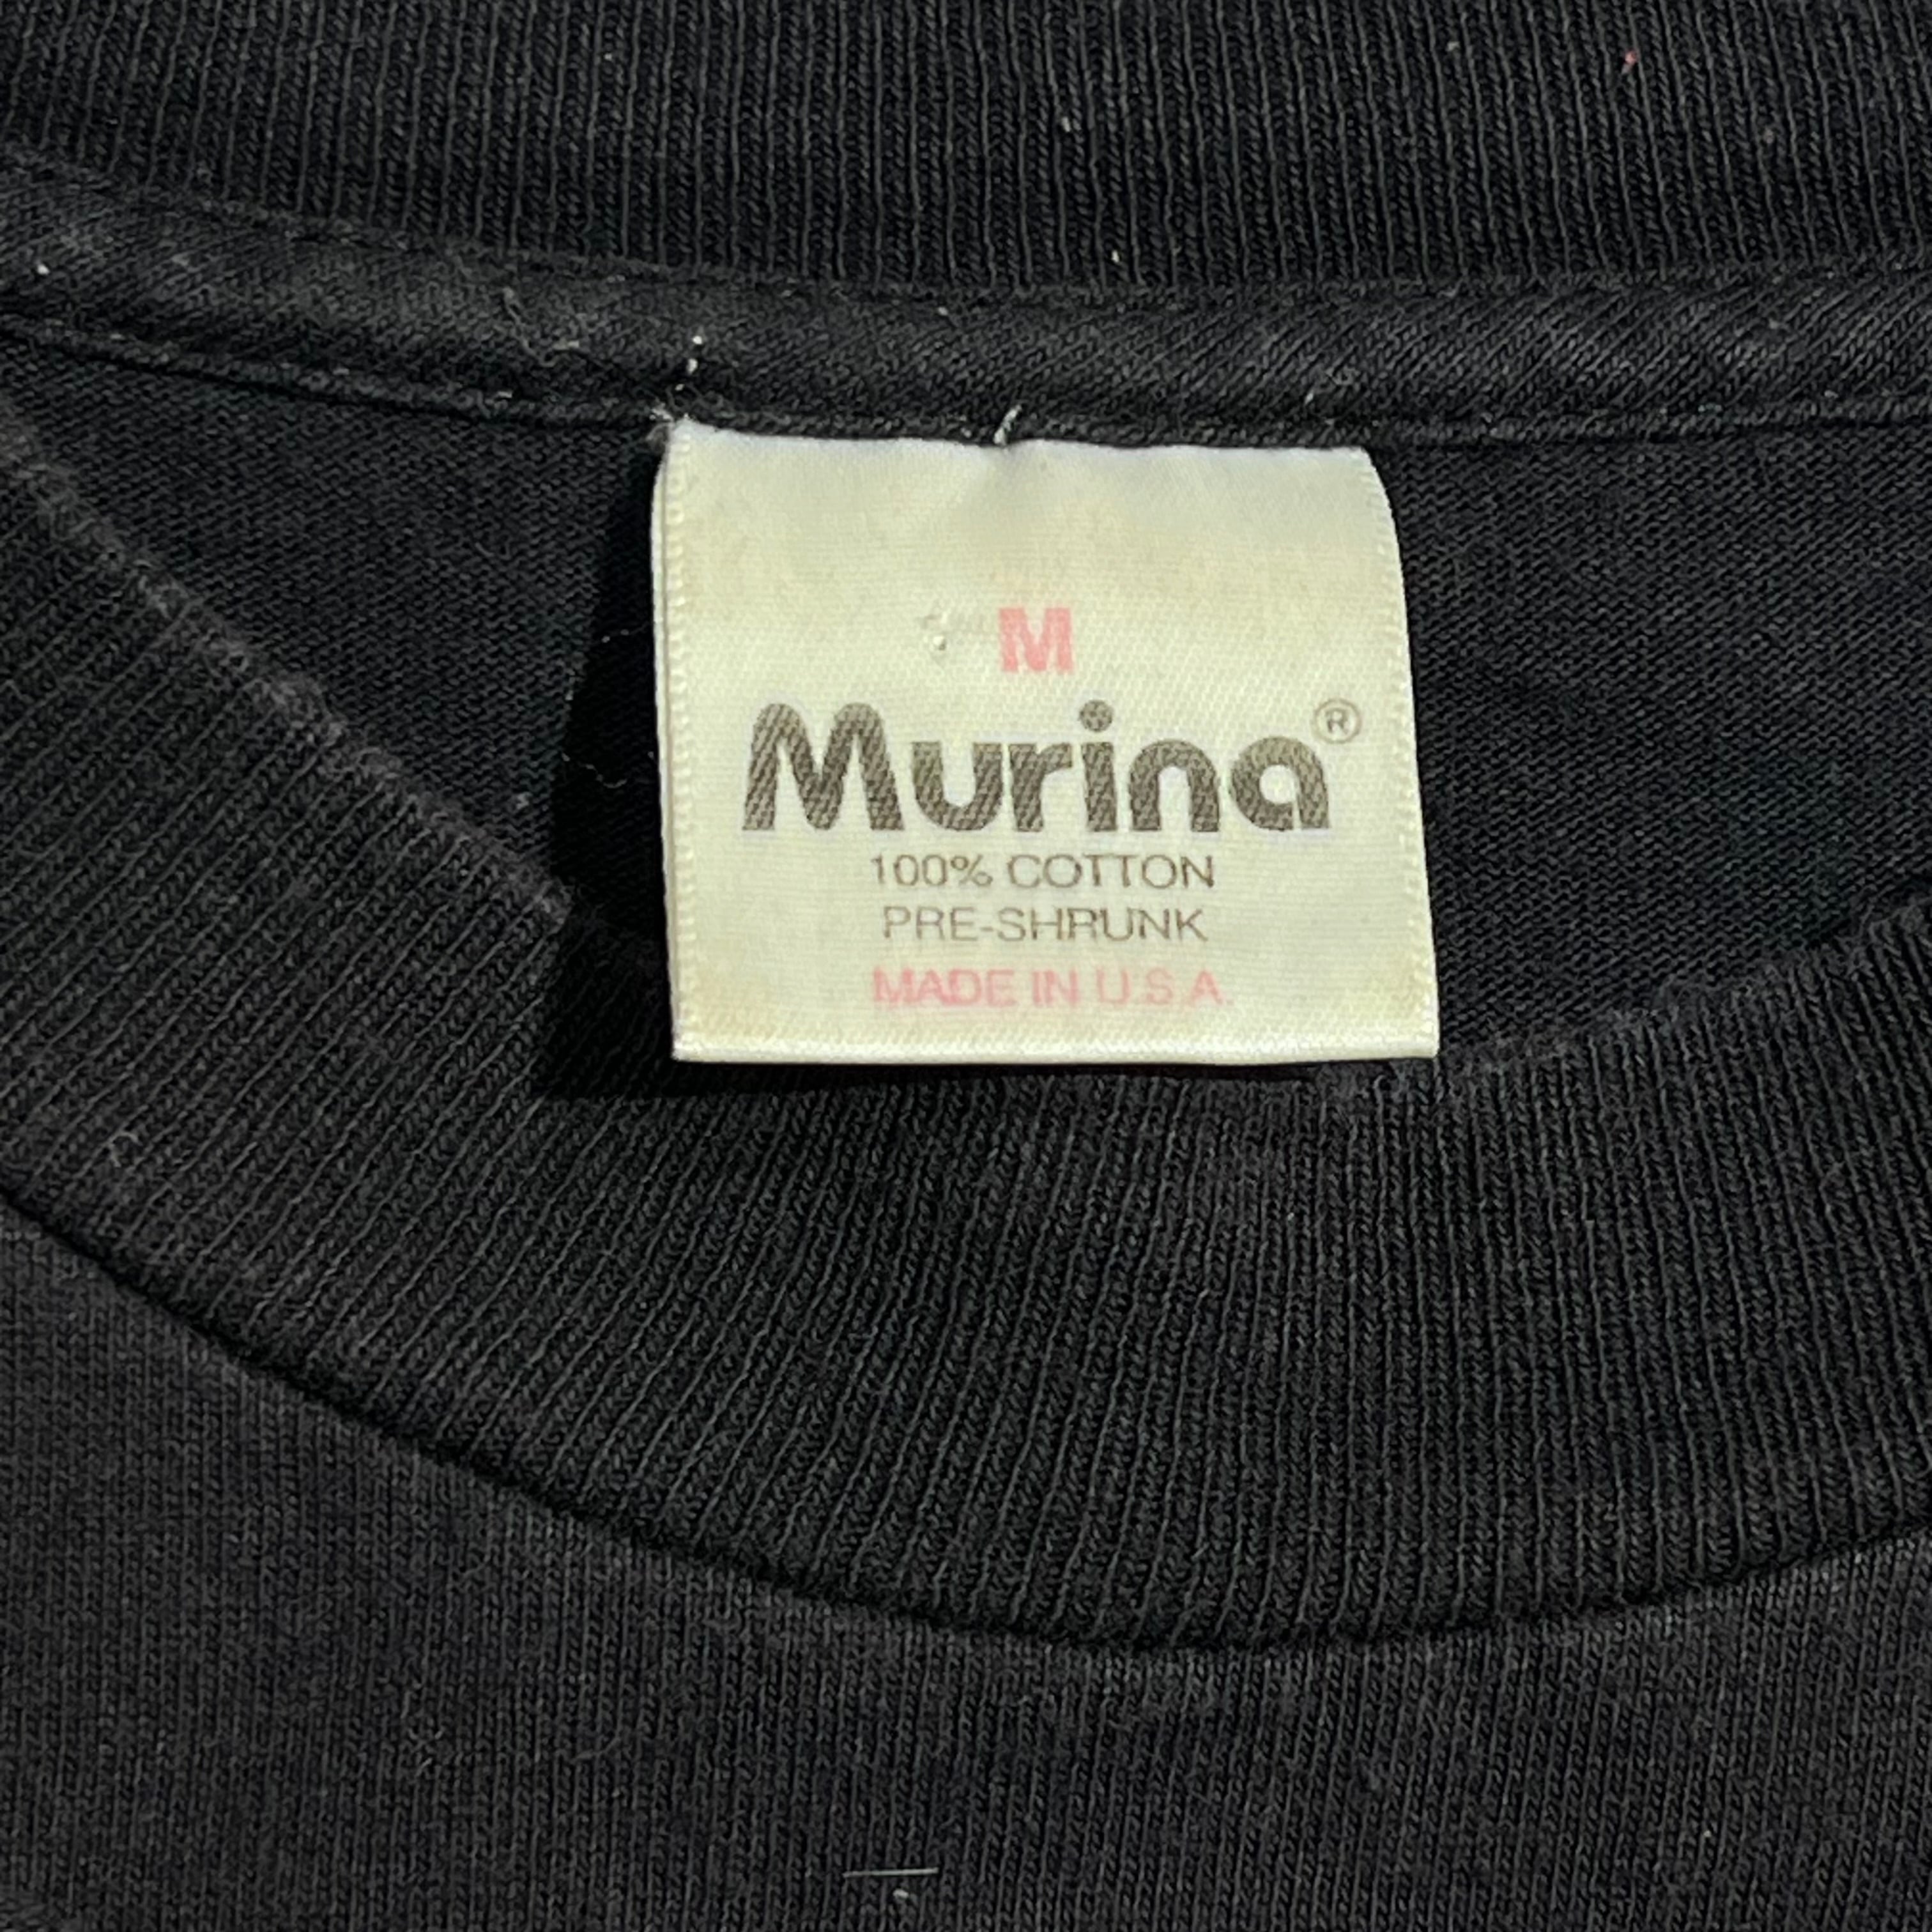 M
Murina®
100% COTTON
PRE-SHRUNK
MADE IN U.S.A.